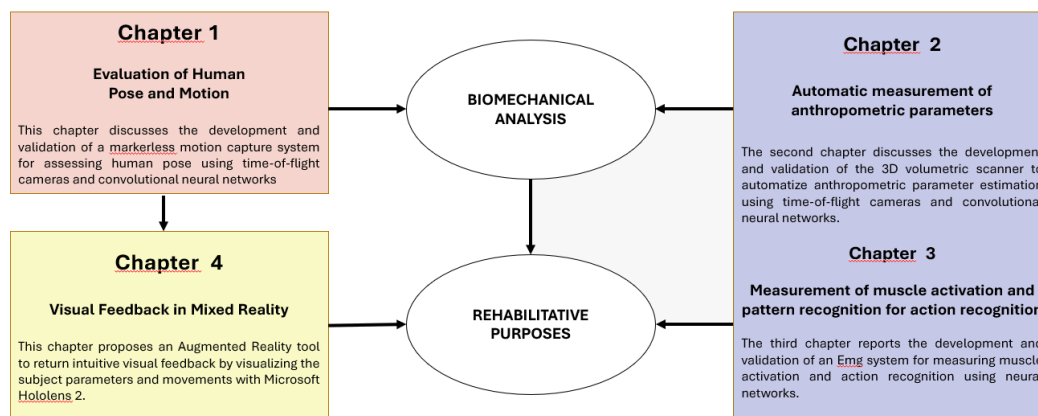 Chapter 1
Evaluation of Human
Pose and Motion
This chapter discusses the development and
validation of a markerless motion capture system
for assessing human pose using time-of-flight
cameras and convolutional neural networks
Chapter 4
Visual Feedback in Mixed Reality
This chapter proposes an Augmented Reality tool
to return intuitive visual feedback by visualizing the
subject parameters and movements with Microsoft
Hololens 2.
BIOMECHANICAL
ANALYSIS
REHABILITATIVE
PURPOSES
Chapter 2
Automatic measurement of
anthropometric parameters
The second chapter discusses the development
and validation of the 3D volumetric scanner to
automatize anthropometric parameter estimation
using time-of-flight cameras and convolutional
neural networks.
Chapter 3
Measurement of muscle activation and
pattern recognition for action recognition
The third chapter reports the development and
validation of an Emg system for measuring muscle
activation and action recognition using neural
networks.